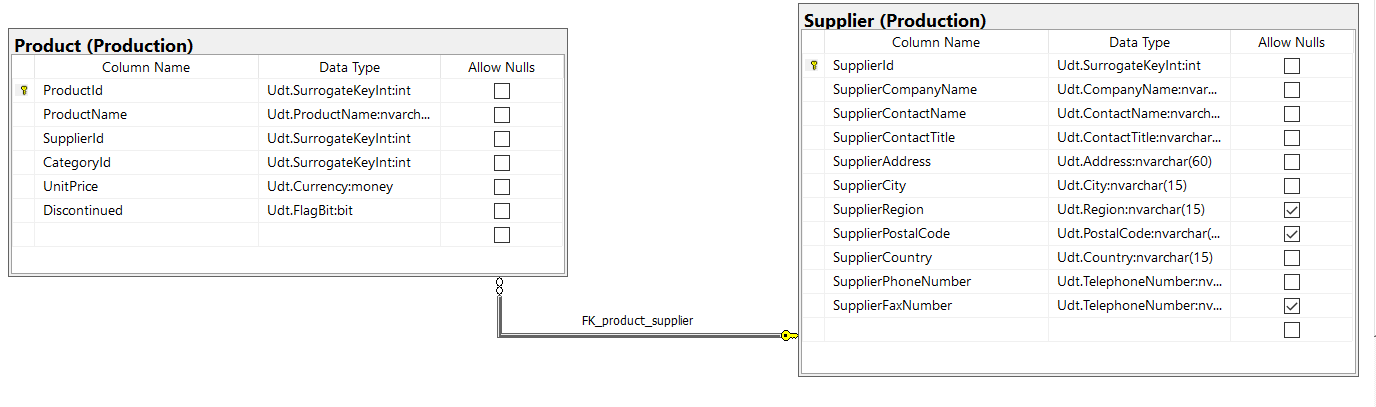 Product (Production)
Column Name Data Type Allow Nulls
ProductId Udt.SurrogateKeyInt:int
ProductName Udt.ProductName:nvarch...
SupplierId Udt.SurrogateKeyInt:int
CategoryId Udt.SurrogateKeyInt:int
UnitPrice Udt.Currency:money
Discontinued Udt.FlagBit:bit
FK_product_supplier
Supplier (Production)
Column Name Data Type Allow Nulls
SupplierId Udt.SurrogateKeyInt:int
SupplierCompanyName Udt.CompanyName:nvar...
SupplierContactName Udt.ContactName:nvarch...
SupplierContactTitle Udt.ContactTitle:nvarchar...
SupplierAddress Udt.Address:nvarchar(60)
SupplierCity Udt.City:nvarchar(15)
SupplierRegion Udt.Region:nvarchar(15)
SupplierPostalCode Udt.PostalCode:nvarchar(...
SupplierCountry Udt.Country:nvarchar(15)
SupplierPhoneNumber Udt.TelephoneNumber:nv...
SupplierFaxNumber Udt.TelephoneNumber:nv...